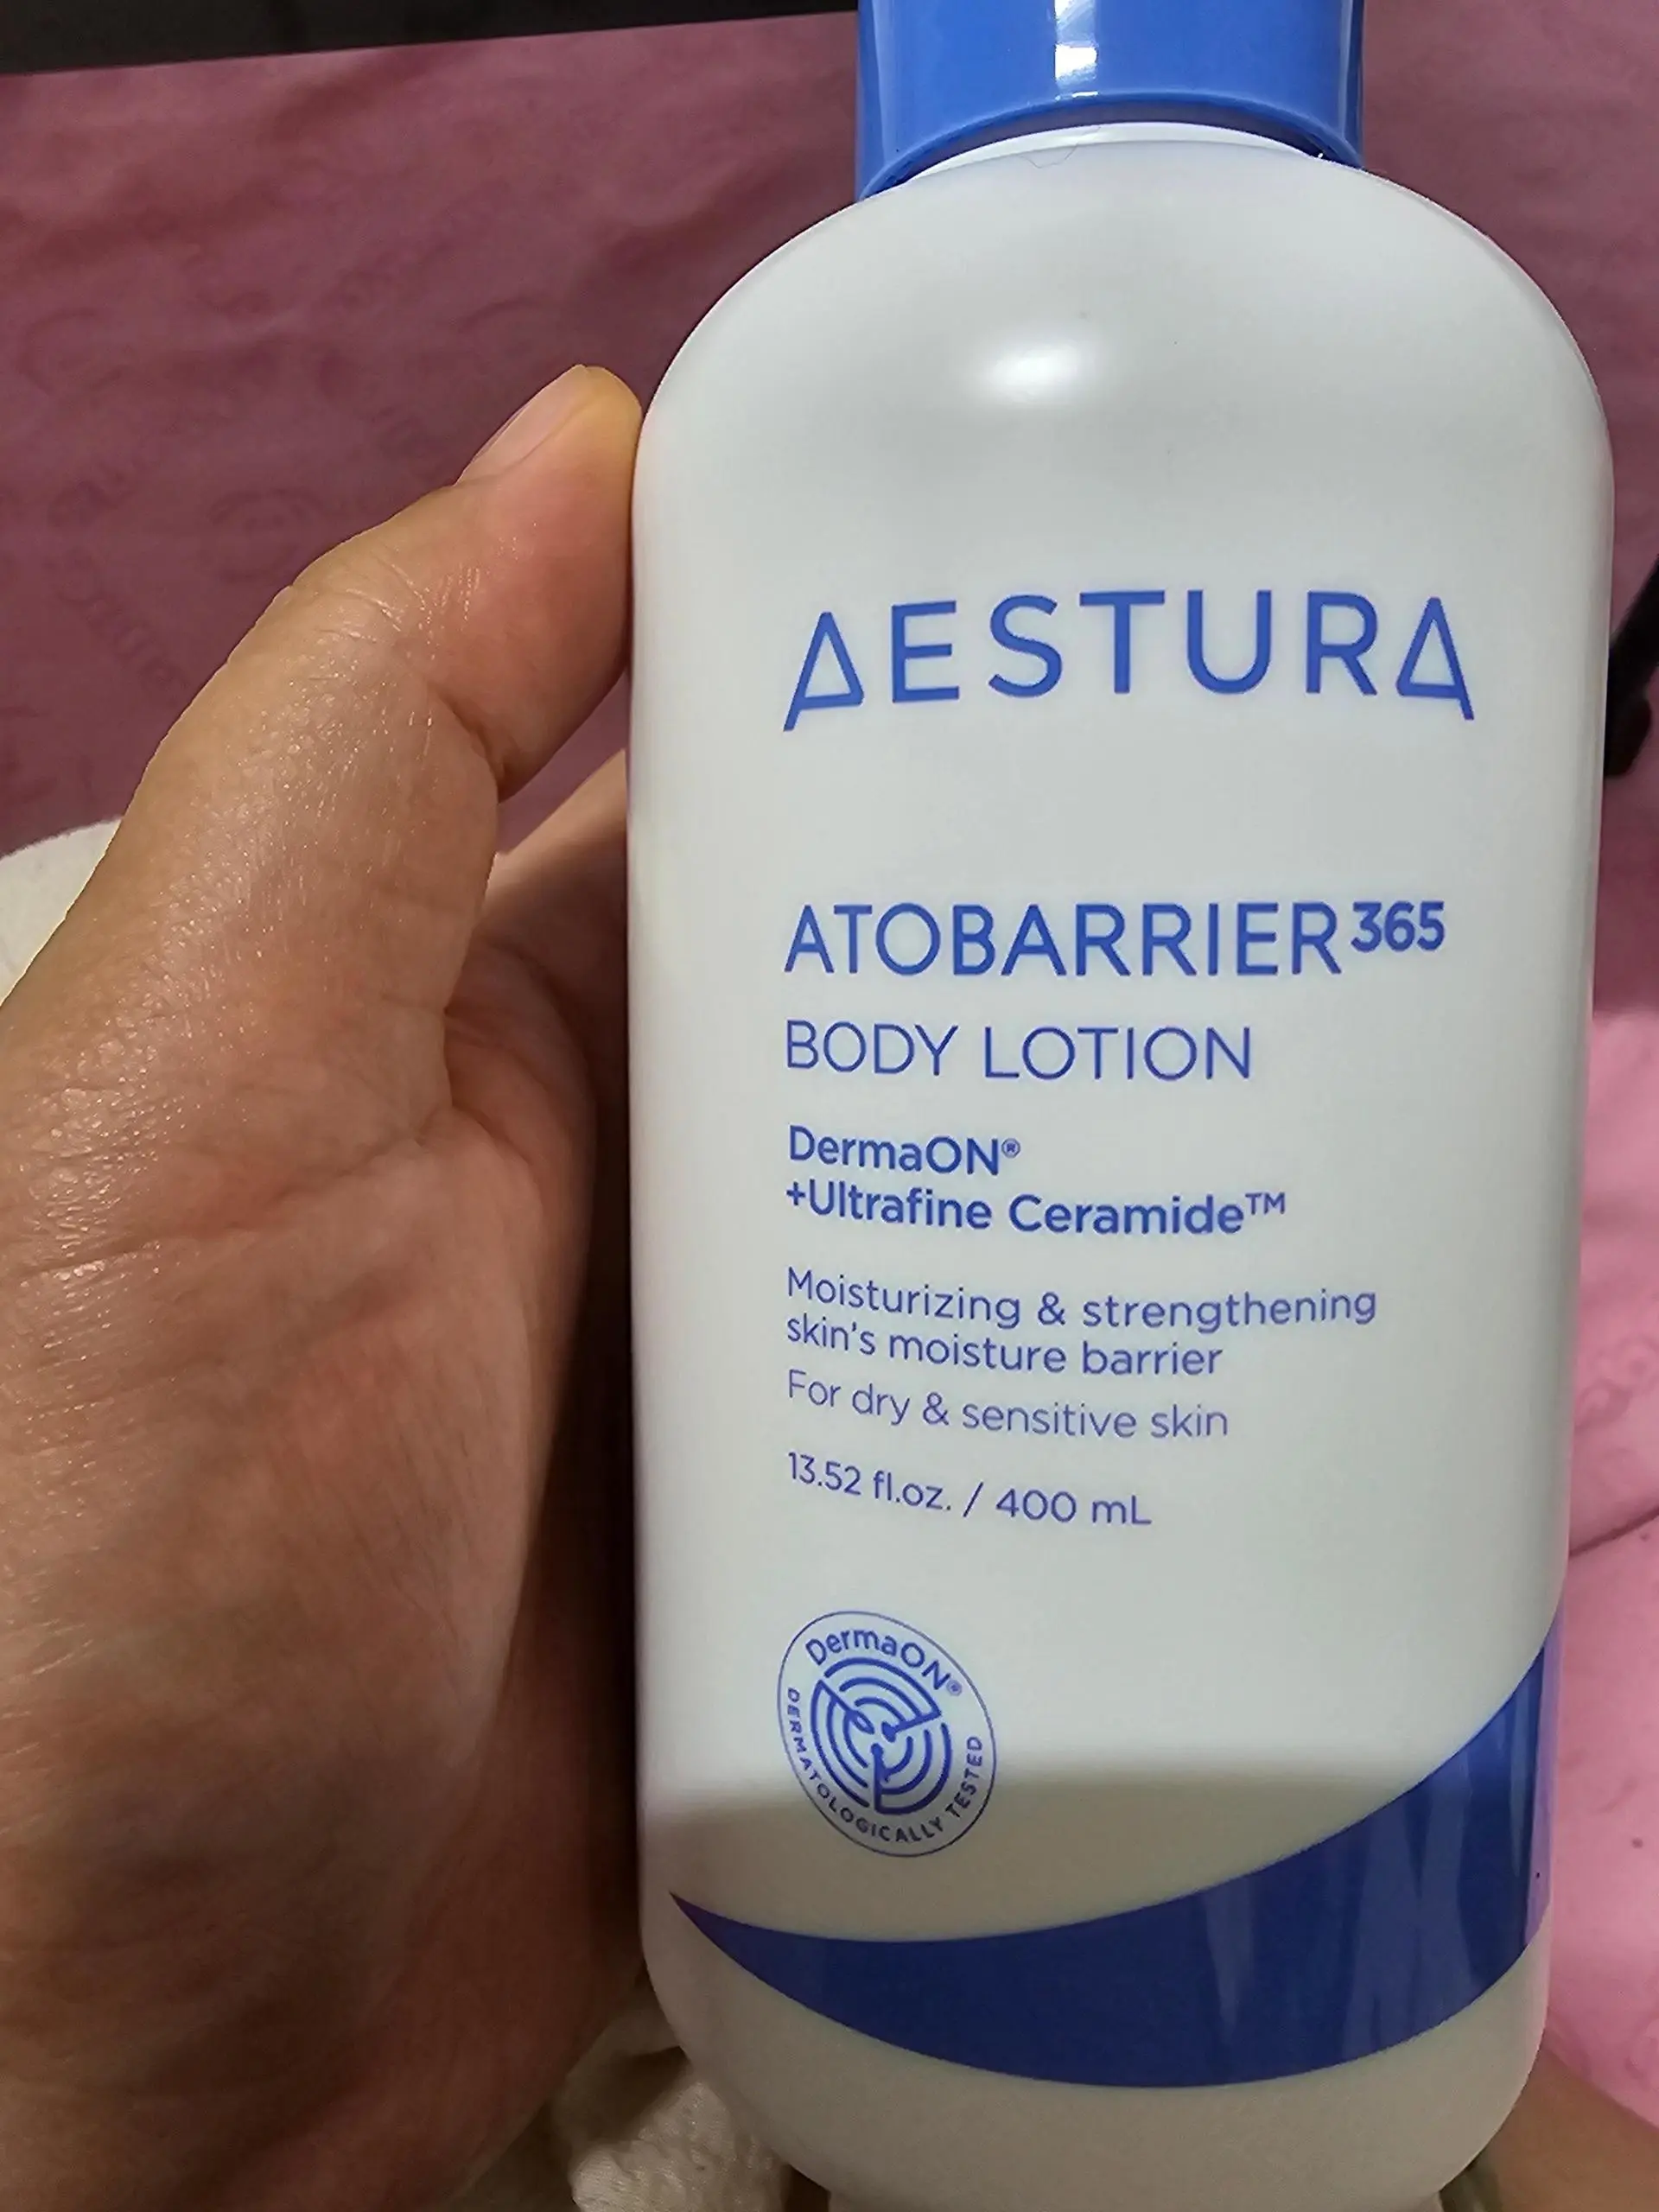 AESTURA
ATOBARRIER365
BODY LOTION
DermaON®
+Ultrafine Ceramide™
Moisturizing & strengthening
skin's moisture barrier
For dry & sensitive skin
13.52 fl.oz. / 400 mL
DermaON®
DERMATOLOGICALLY TESTED